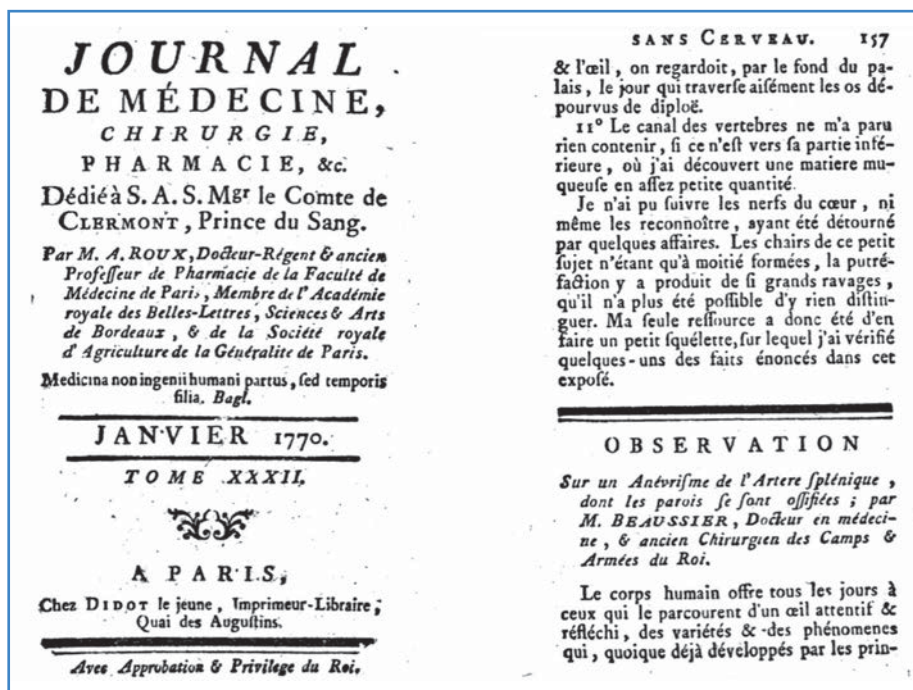 JOURNAL
DE MÉDECINE,
CHIRURGIE,
PHARMACIE, &c.
Dédié à S. A. S. Mgr le Comte de
CLERMONT, Prince du Sang.
Par M. A. ROUX, Docteur-Régent & ancien
Profeſſeur de Pharmacie de la Faculté de
Médecine de Paris, Membre de l'Académie
royale des Belles-Lettres, Sciences & Arts
de Bordeaux, & de la Société royale
d'Agriculture de la Généralite de Paris.
Medicina non ingenii humani partus, ſed temporis
filia. Bagl.
JANVIER 1770.
TOME XXXII.
A PARIS,
Chez DIDOT le jeune, Imprimeur-Libraire;
Quai des Auguſtins.
Avec Approbation & Privilege du Roi.
SANS CERVEAU. 157
& l'œil, on regardoit, par le fond du pa-
lais, le jour qui traverſe aiſément les os dé-
pourvus de diploë.
11° Le canal des vertebres ne m'a paru
rien contenir, ſi ce n'eſt vers ſa partie infé-
rieure, où j'ai découvert une matiere mu-
queuſe en aſſez petite quantité.
Je n'ai pu ſuivre les nerfs du cœur, ni
même les reconnoître, ayant été détourné
par quelques affaires. Les chairs de ce petit
ſujet n'étant qu'à moitié formées, la putré-
faction y a produit de ſi grands ravages,
qu'il n'a plus été poſſible d'y rien diſtin-
guer. Ma ſeule reſſource a donc été d'en
faire un petit ſquélette, ſur lequel j'ai vérifié
quelques-uns des faits énoncés dans cet
expoſé.
OBSERVATION
Sur un Anévriſme de l'Artere ſplénique,
dont les parois ſe ſont oſſifiées; par
M. BEAUSSIER, Docteur en médeci-
ne, & ancien Chirurgien des Camps &
Armées du Roi.
Le corps humain offre tous les jours à
ceux qui le parcourent d'un œil attentif &
réfléchi, des variétés & des phénomenes
qui, quoique déjà développés par les prin-